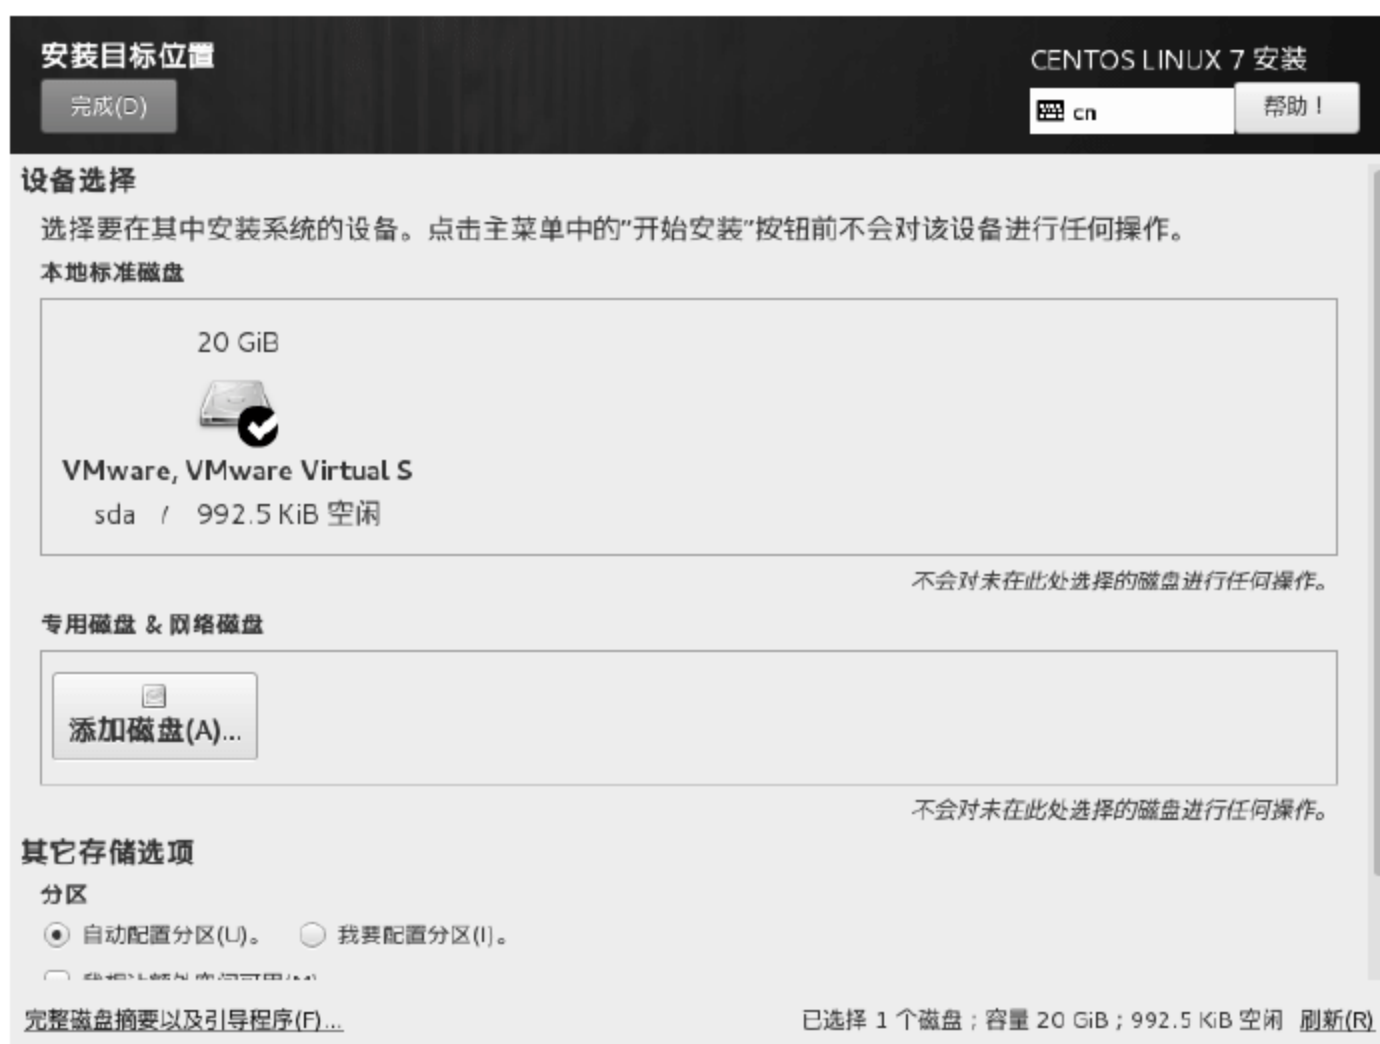 安装目标位置
CENTOS LINUX 7 安装
完成(D)
cn
帮助！
设备选择
选择要在其中安装系统的设备。点击主菜单中的"开始安装"按钮前不会对该设备进行任何操作。
本地标准磁盘
20 GiB
VMware, VMware Virtual S
sda / 992.5 KiB 空闲
不会对未在此处选择的磁盘进行任何操作。
专用磁盘 & 网络磁盘
添加磁盘(A)...
不会对未在此处选择的磁盘进行任何操作。
其它存储选项
分区
自动配置分区(U)。 我要配置分区(I)。
我想让额外空间可用(M)
完整磁盘摘要以及引导程序(F)...
已选择 1 个磁盘；容量 20 GiB；992.5 KiB 空闲 刷新(R)